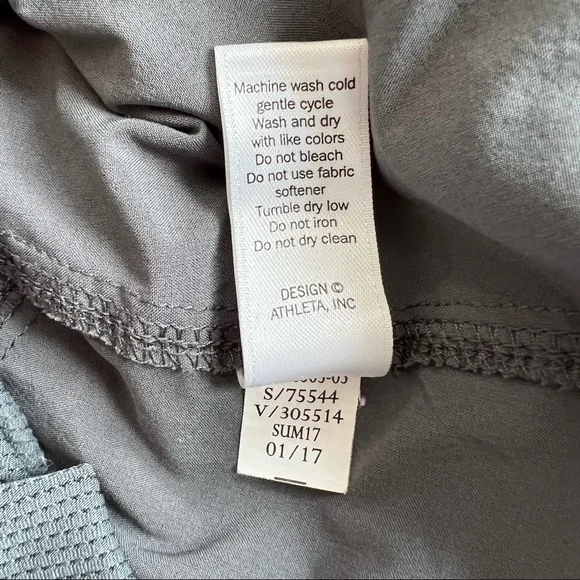 Machine wash cold
gentle cycle
Wash and dry
with like colors
Do not bleach
Do not use fabric
softener
Tumble dry low
Do not iron
Do not dry clean
DESIGN ©
ATHLETA, INC
S/75544
V/305514
SUM17
01/17